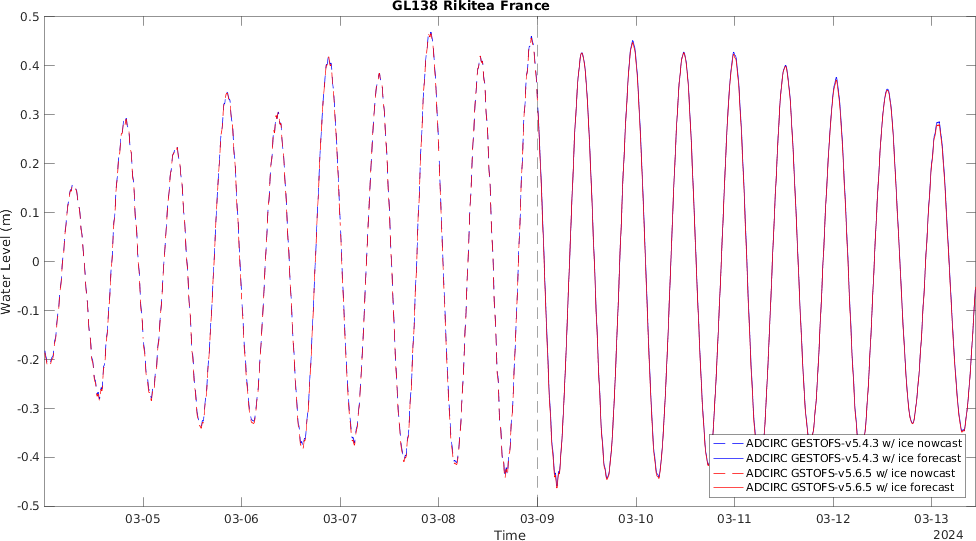 GL138 Rikitea France
0.5
0.4
0.3
0.2
0.1
0
-0.1
-0.2
-0.3
-0.4
-0.5
Water Level (m)
ADCIRC GESTOFS-v5.4.3 w/ ice nowcast
ADCIRC GESTOFS-v5.4.3 w/ ice forecast
ADCIRC GSTOFS-v5.6.5 w/ ice nowcast
ADCIRC GSTOFS-v5.6.5 w/ ice forecast
03-05 03-06 03-07 03-08 03-09 03-10 03-11 03-12 03-13
Time
2024